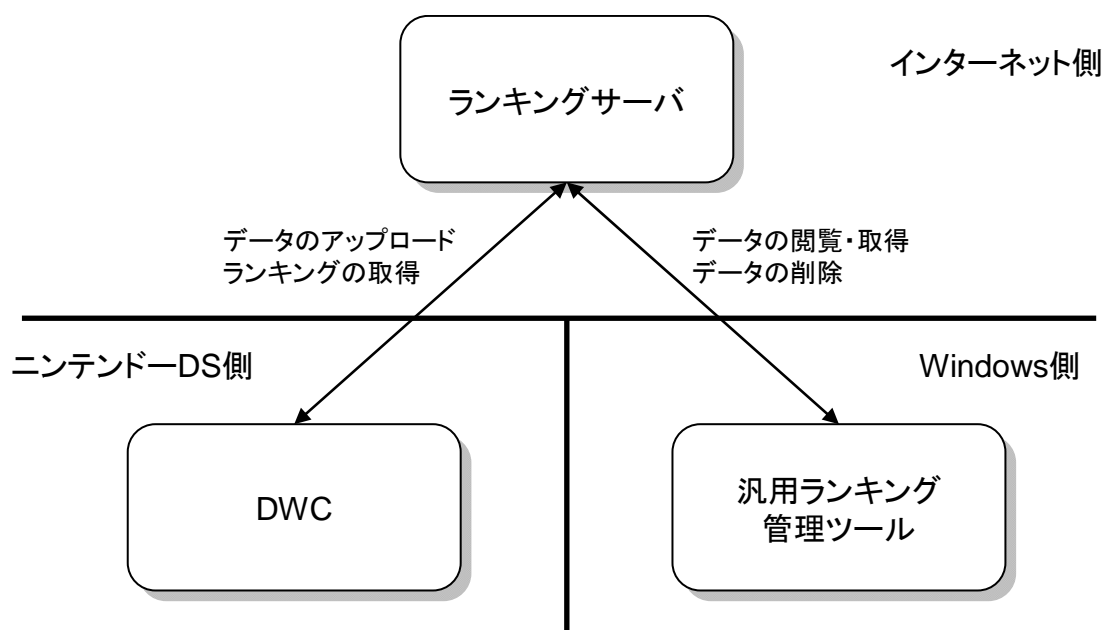 ランキングサーバ
インターネット側
データのアップロード
ランキングの取得
データの閲覧・取得
データの削除
ニンテンドーDS側
Windows側
DWC
汎用ランキング
管理ツール